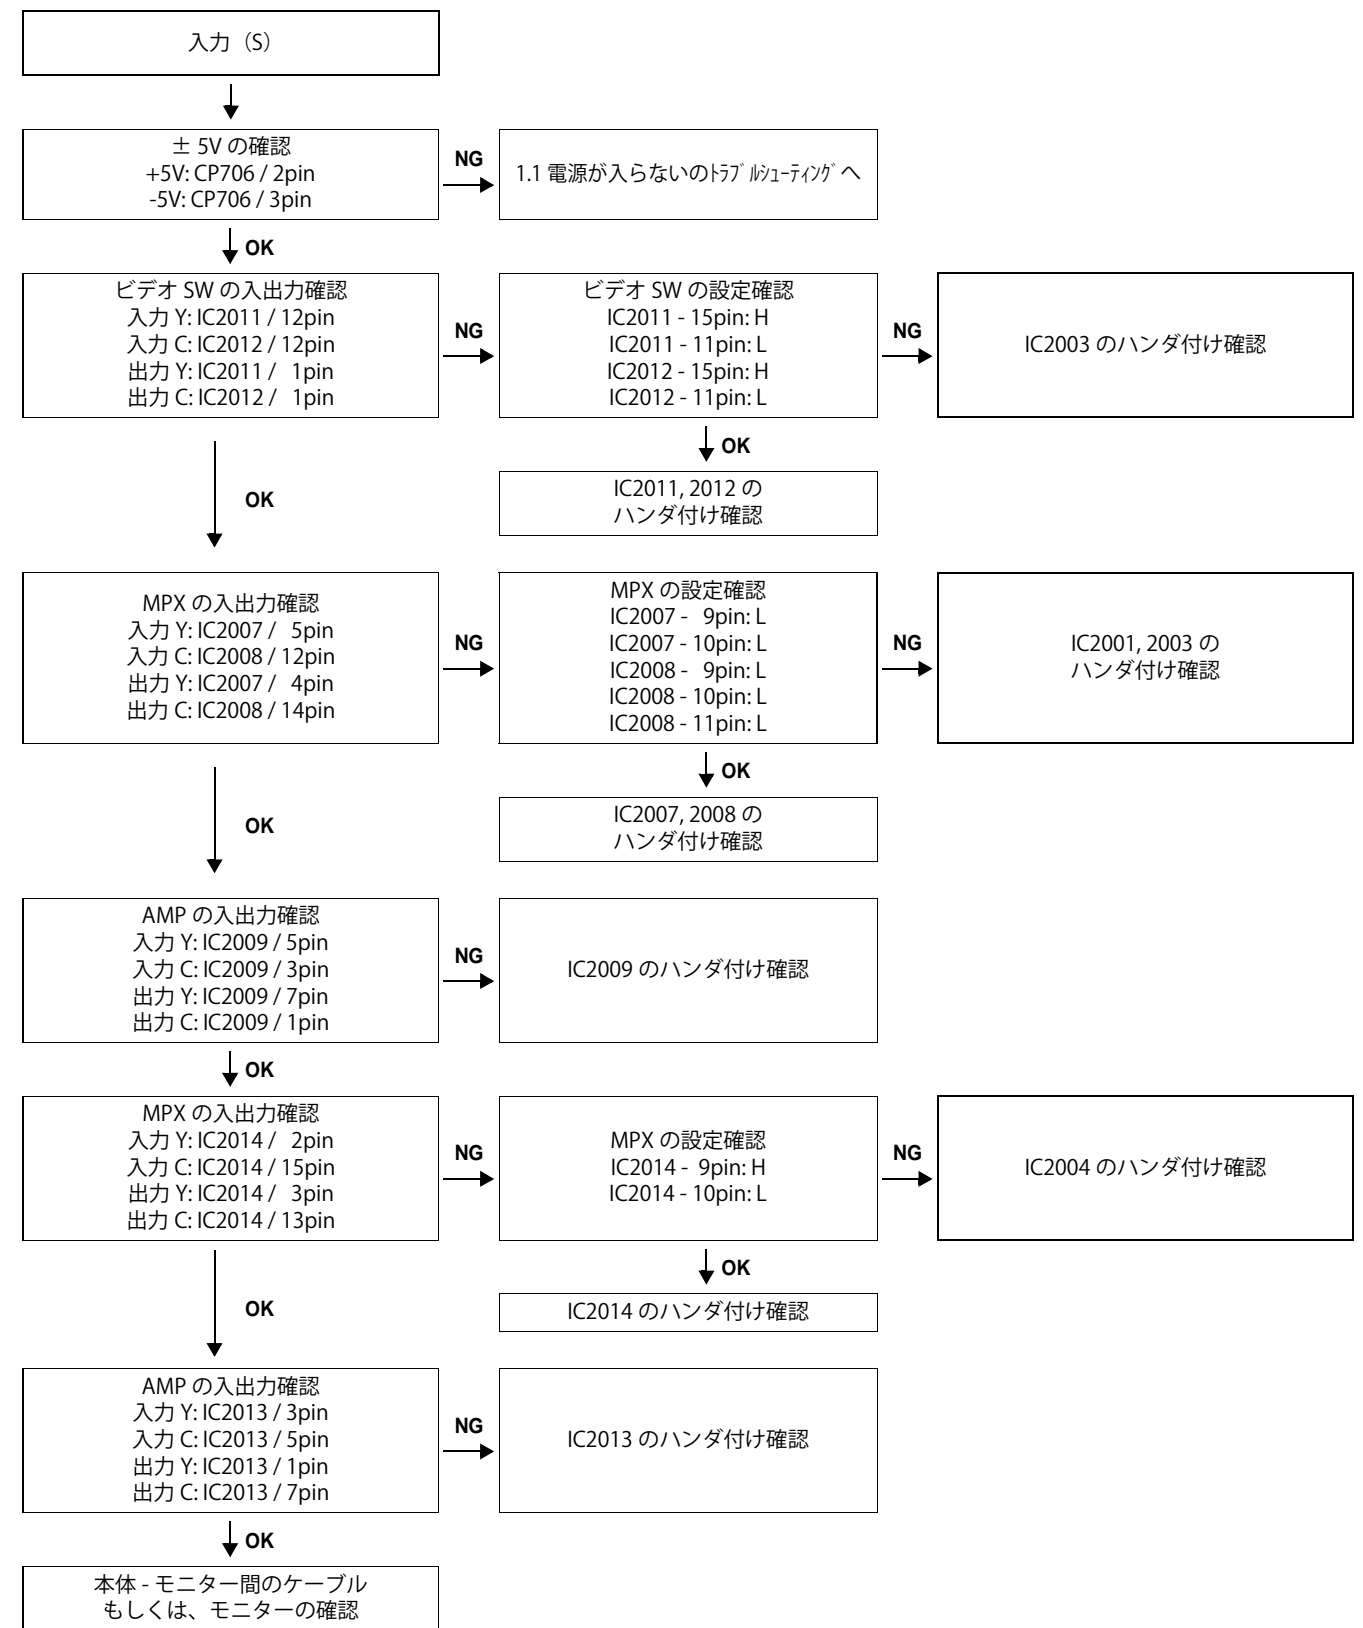 入力（S）
± 5V の確認
+5V: CP706 / 2pin
-5V: CP706 / 3pin
NG
1.1 電源が入らないのﾄﾗﾌﾞﾙｼｭｰﾃｨﾝｸﾞへ
OK
ビデオ SW の入出力確認
入力 Y: IC2011 / 12pin
入力 C: IC2012 / 12pin
出力 Y: IC2011 / 1pin
出力 C: IC2012 / 1pin
NG
ビデオ SW の設定確認
IC2011 - 15pin: H
IC2011 - 11pin: L
IC2012 - 15pin: H
IC2012 - 11pin: L
NG
IC2003 のハンダ付け確認
OK
IC2011, 2012 の
ハンダ付け確認
OK
MPX の入出力確認
入力 Y: IC2007 / 5pin
入力 C: IC2008 / 12pin
出力 Y: IC2007 / 4pin
出力 C: IC2008 / 14pin
NG
MPX の設定確認
IC2007 - 9pin: L
IC2007 - 10pin: L
IC2008 - 9pin: L
IC2008 - 10pin: L
IC2008 - 11pin: L
NG
IC2001, 2003 の
ハンダ付け確認
OK
IC2007, 2008 の
ハンダ付け確認
OK
AMP の入出力確認
入力 Y: IC2009 / 5pin
入力 C: IC2009 / 3pin
出力 Y: IC2009 / 7pin
出力 C: IC2009 / 1pin
NG
IC2009 のハンダ付け確認
OK
MPX の入出力確認
入力 Y: IC2014 / 2pin
入力 C: IC2014 / 15pin
出力 Y: IC2014 / 3pin
出力 C: IC2014 / 13pin
NG
MPX の設定確認
IC2014 - 9pin: H
IC2014 - 10pin: L
NG
IC2004 のハンダ付け確認
OK
IC2014 のハンダ付け確認
OK
AMP の入出力確認
入力 Y: IC2013 / 3pin
入力 C: IC2013 / 5pin
出力 Y: IC2013 / 1pin
出力 C: IC2013 / 7pin
NG
IC2013 のハンダ付け確認
OK
本体 - モニター間のケーブル
もしくは、モニターの確認